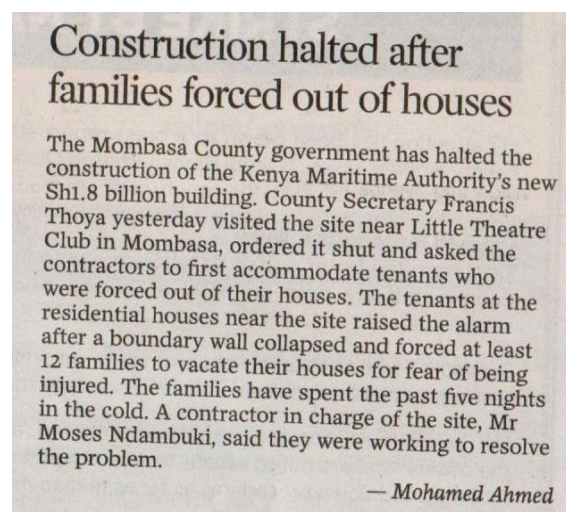 Construction halted after
families forced out of houses
The Mombasa County government has halted the
construction of the Kenya Maritime Authority's new
Sh1.8 billion building. County Secretary Francis
Thoya yesterday visited the site near Little Theatre
Club in Mombasa, ordered it shut and asked the
contractors to first accommodate tenants who
were forced out of their houses. The tenants at the
residential houses near the site raised the alarm
after a boundary wall collapsed and forced at least
12 families to vacate their houses for fear of being
injured. The families have spent the past five nights
in the cold. A contractor in charge of the site, Mr
Moses Ndambuki, said they were working to resolve
the problem.
— Mohamed Ahmed